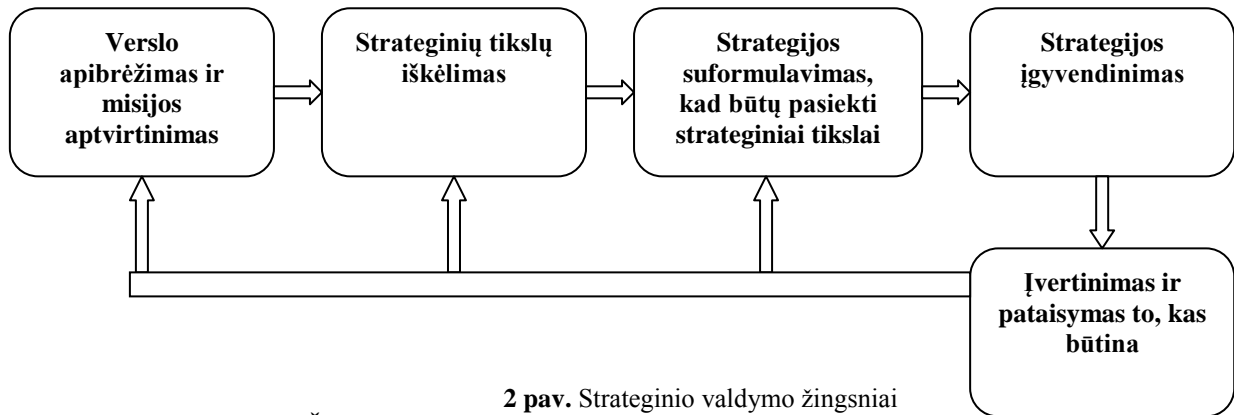 Verslo
apibrėžimas ir
misijos
aptvirtinimas
Strateginių tikslų
iškėlimas
Strategijos
suformulavimas,
kad būtų pasiekti
strateginiai tikslai
Strategijos
įgyvendinimas
Įvertinimas ir
pataisymas to, kas
būtina
2 pav. Strateginio valdymo žingsniai